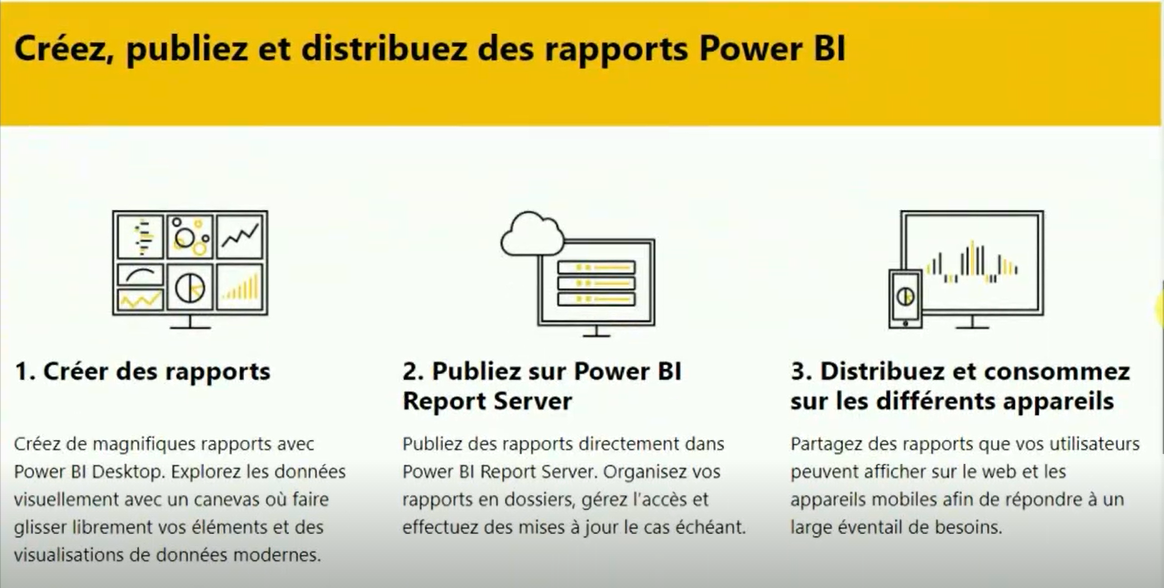 Créez, publiez et distribuez des rapports Power BI
1. Créer des rapports
Créez de magnifiques rapports avec
Power BI Desktop. Explorez les données
visuellement avec un canevas où faire
glisser librement vos éléments et des
visualisations de données modernes.
2. Publiez sur Power BI
Report Server
Publiez des rapports directement dans
Power BI Report Server. Organisez vos
rapports en dossiers, gérez l'accès et
effectuez des mises à jour le cas échéant.
3. Distribuez et consommez
sur les différents appareils
Partagez des rapports que vos utilisateurs
peuvent afficher sur le web et les
appareils mobiles afin de répondre à un
large éventail de besoins.